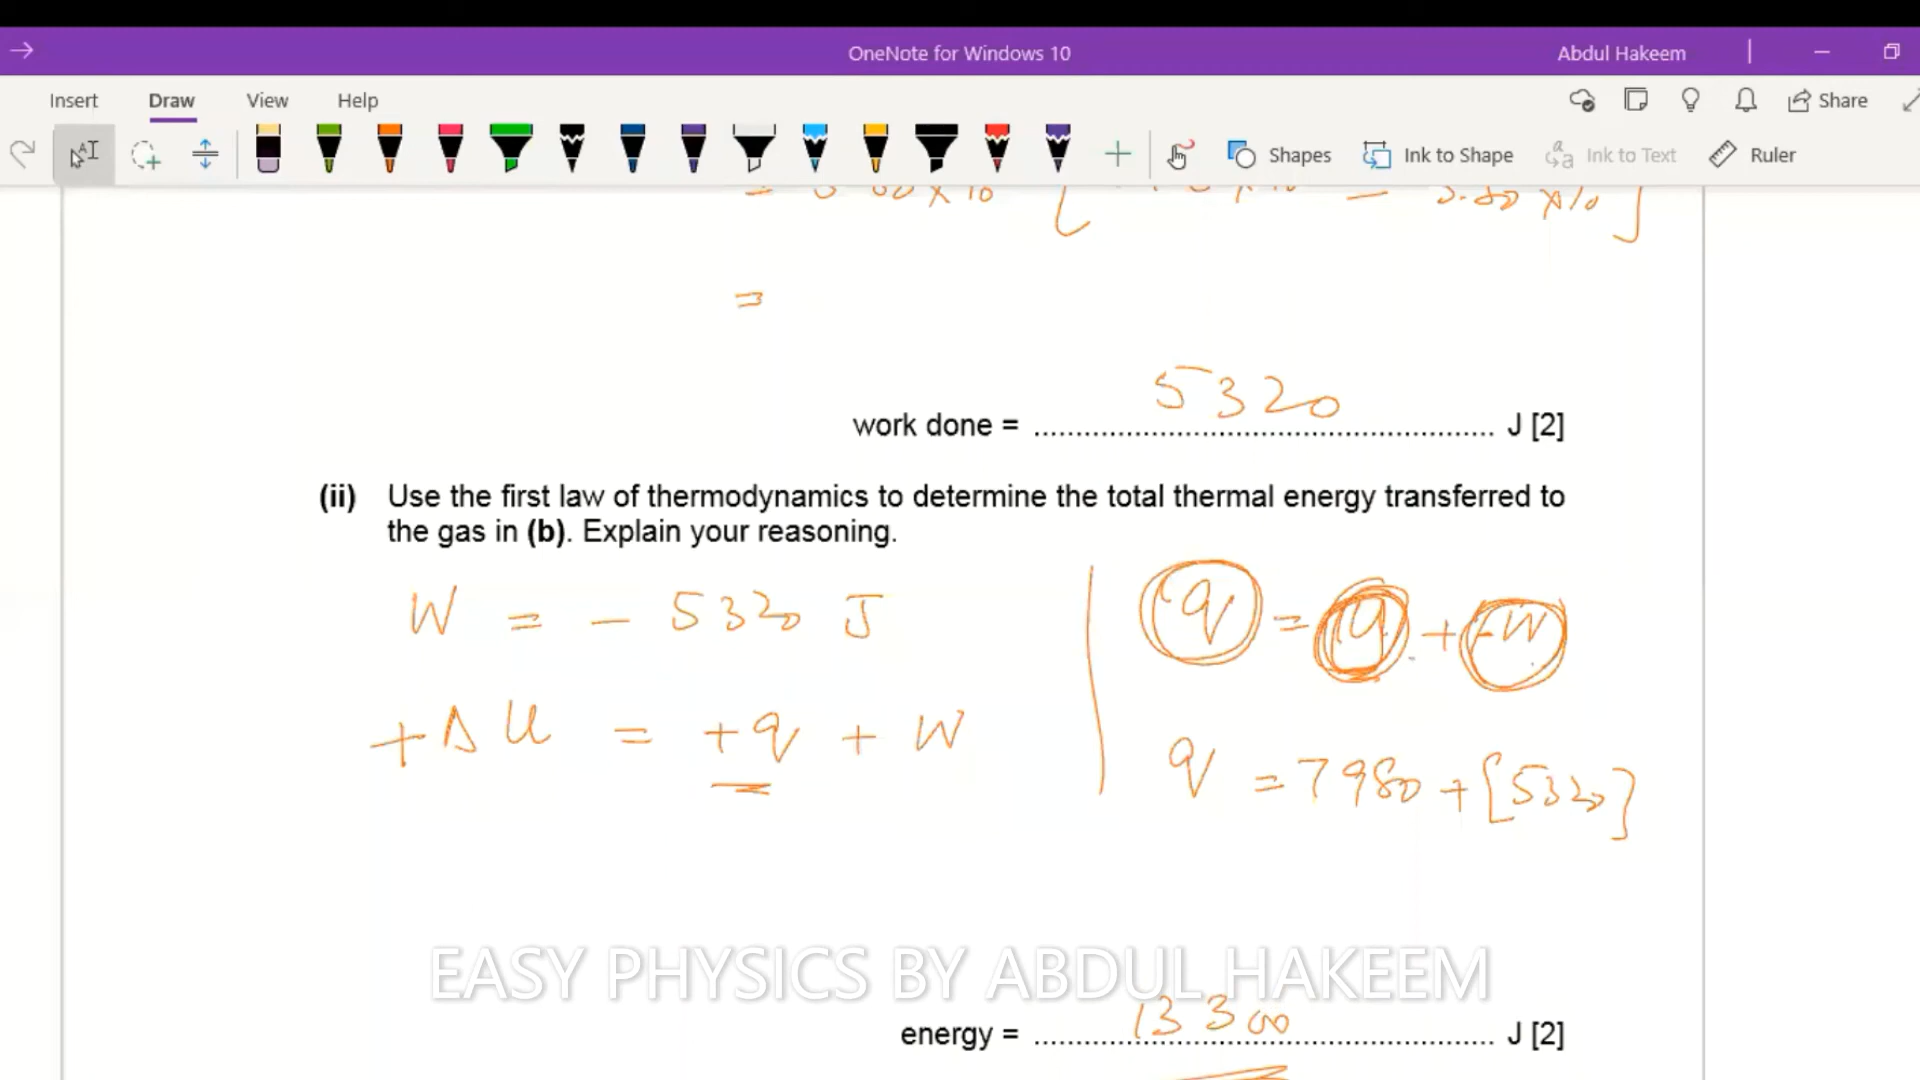 OneNote for Windows 10
Abdul Hakeem
Insert Draw View Help
Share
Shapes Ink to Shape Ink to Text Ruler
=
5320
work done = ........ J [2]
(ii) Use the first law of thermodynamics to determine the total thermal energy transferred to
the gas in (b). Explain your reasoning.
W = - 5320 J
q = U + -W
+ΔU = +q + W
q = 7980 + [5320]
EASY PHYSICS BY ABDUL HAKEEM
13300
energy = ........ J [2]